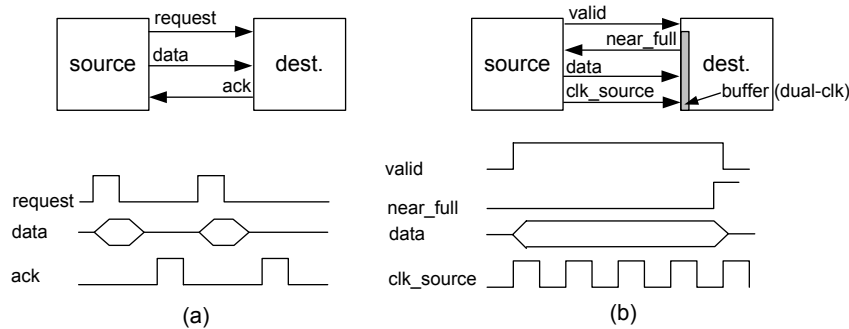 request
source
data
dest.
ack
request
data
ack
(a)
valid
near_full
source
data
dest.
clk_source
buffer (dual-clk)
valid
near_full
data
clk_source
(b)